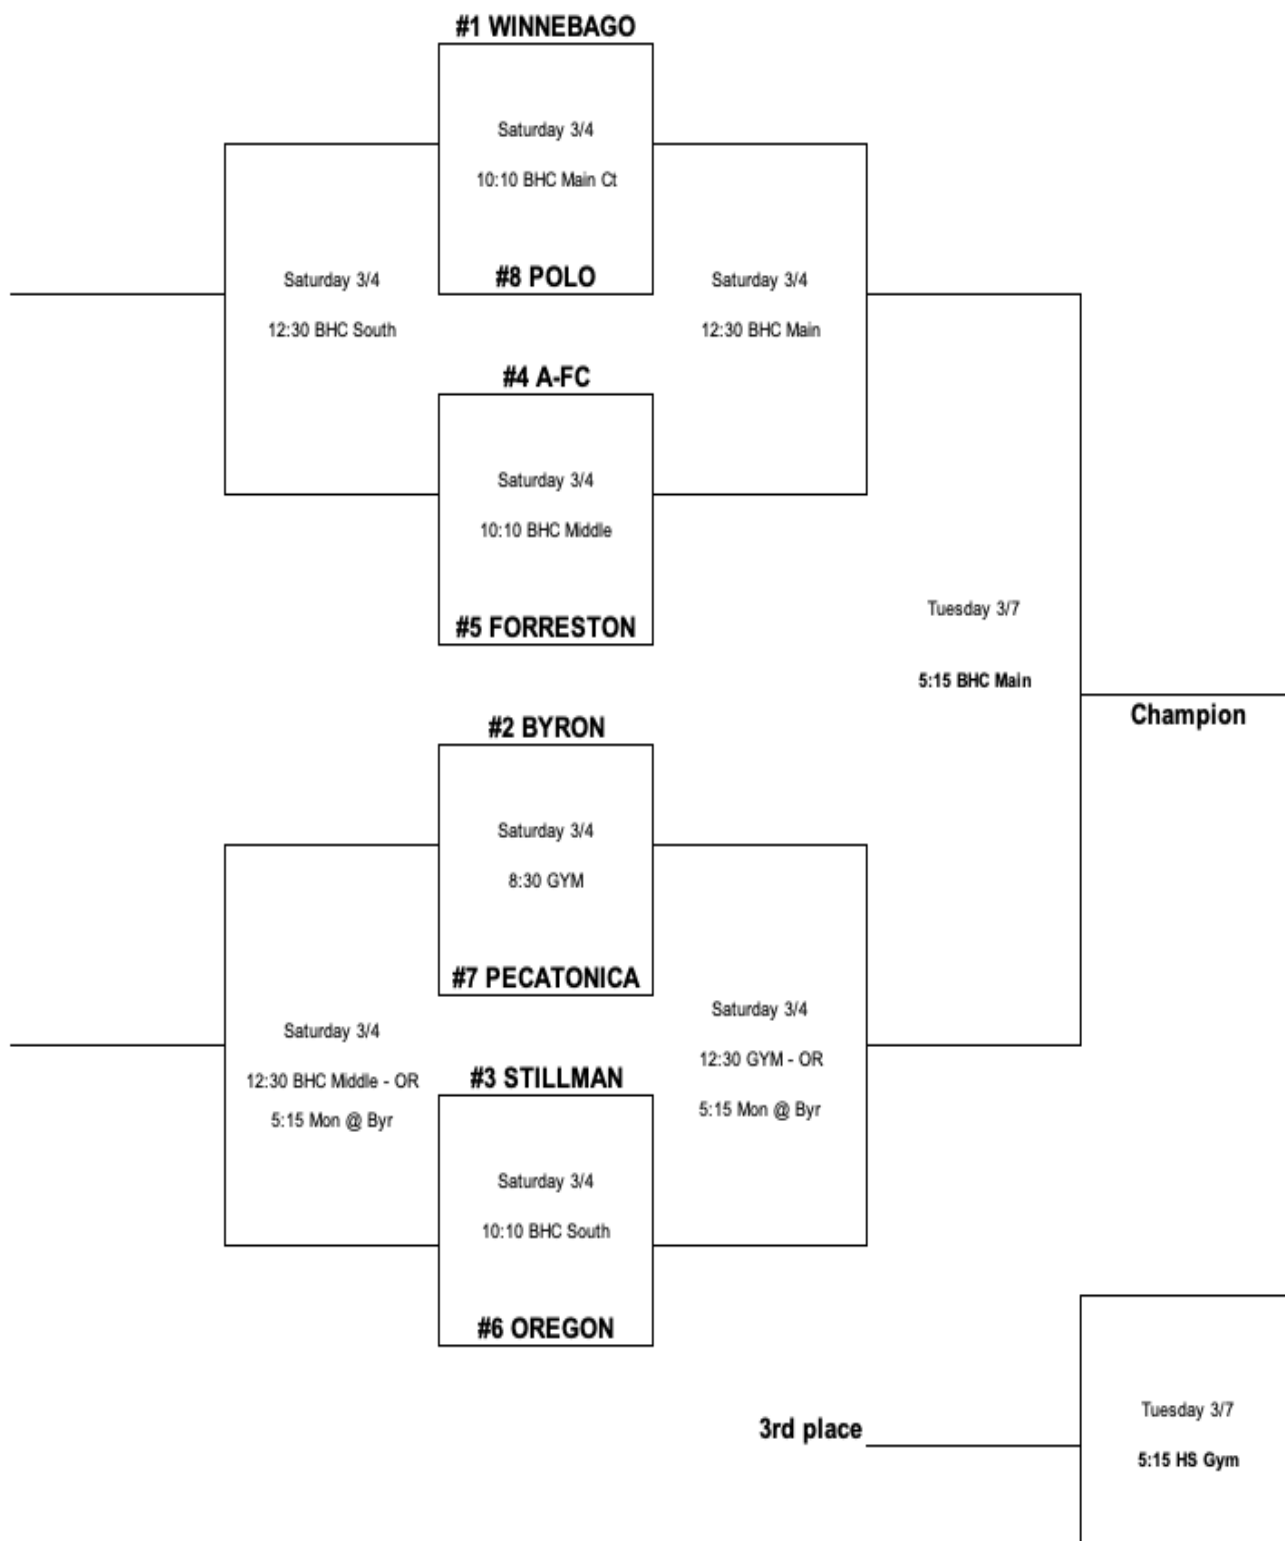 #1 WINNEBAGO
Saturday 3/4
10:10 BHC Main Ct
#8 POLO
Saturday 3/4
12:30 BHC South
Saturday 3/4
12:30 BHC Main
#4 A-FC
Saturday 3/4
10:10 BHC Middle
#5 FORRESTON
Tuesday 3/7
5:15 BHC Main
Champion
#2 BYRON
Saturday 3/4
8:30 GYM
#7 PECATONICA
Saturday 3/4
12:30 BHC Middle - OR
5:15 Mon @ Byr
Saturday 3/4
12:30 GYM - OR
5:15 Mon @ Byr
#3 STILLMAN
Saturday 3/4
10:10 BHC South
#6 OREGON
3rd place
Tuesday 3/7
5:15 HS Gym